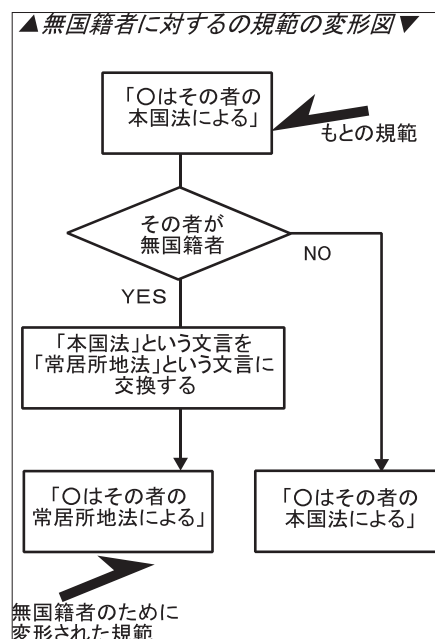 ▲無国籍者に対するの規範の変形図▼
「〇はその者の
本国法による」
もとの規範
その者が
無国籍者
NO
YES
「本国法」という文言を
「常居所地法」という文言に
交換する
「〇はその者の
常居所地法による」
「〇はその者の
本国法による」
無国籍者のために
変形された規範